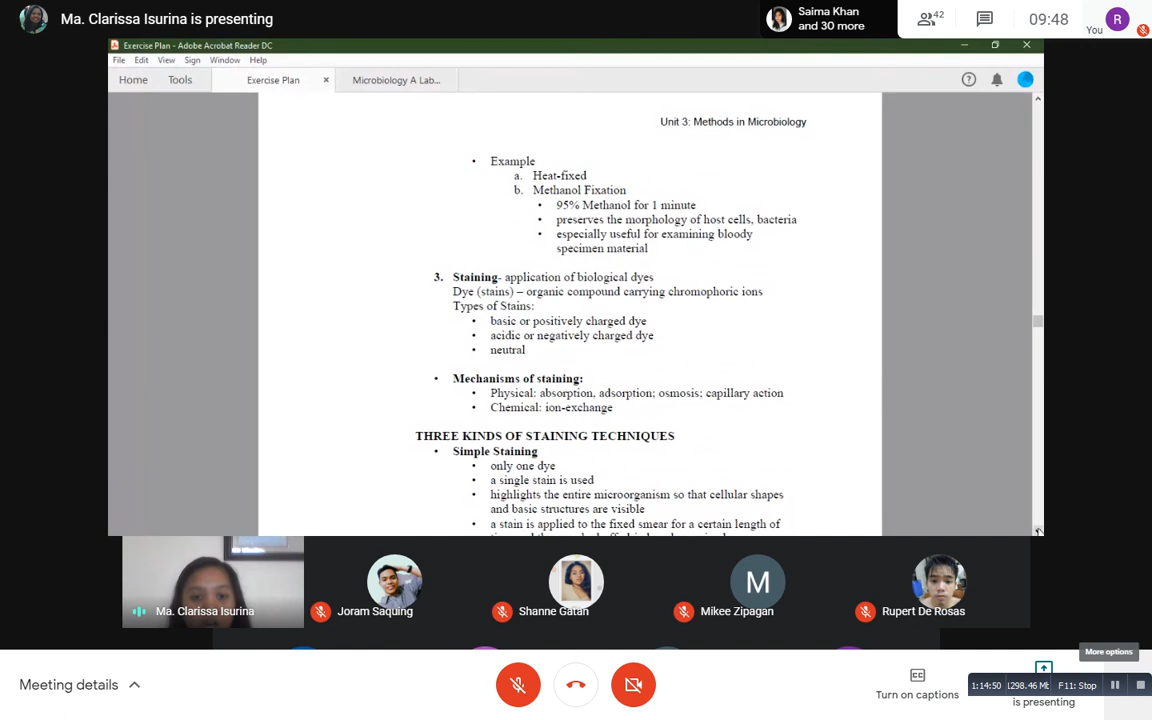 Ma. Clarissa Isurina is presenting
Saima Khan
and 30 more
42
09:48
You
R
Exercise Plan - Adobe Acrobat Reader DC
File Edit View Sign Window Help
Home Tools Exercise Plan × Microbiology A Lab...
Unit 3: Methods in Microbiology
• Example
a. Heat-fixed
b. Methanol Fixation
• 95% Methanol for 1 minute
• preserves the morphology of host cells, bacteria
• especially useful for examining bloody
specimen material
3. Staining- application of biological dyes
Dye (stains) – organic compound carrying chromophoric ions
Types of Stains:
• basic or positively charged dye
• acidic or negatively charged dye
• neutral
• Mechanisms of staining:
• Physical: absorption, adsorption; osmosis; capillary action
• Chemical: ion-exchange
THREE KINDS OF STAINING TECHNIQUES
• Simple Staining
• only one dye
• a single stain is used
• highlights the entire microorganism so that cellular shapes
and basic structures are visible
• a stain is applied to the fixed smear for a certain length of
M
Ma. Clarissa Isurina
Joram Saquing
Shanne Gatan
Mikee Zipagan
Rupert De Rosas
More options
Meeting details
CC
Turn on captions
1:14:50
F11: Stop
is presenting